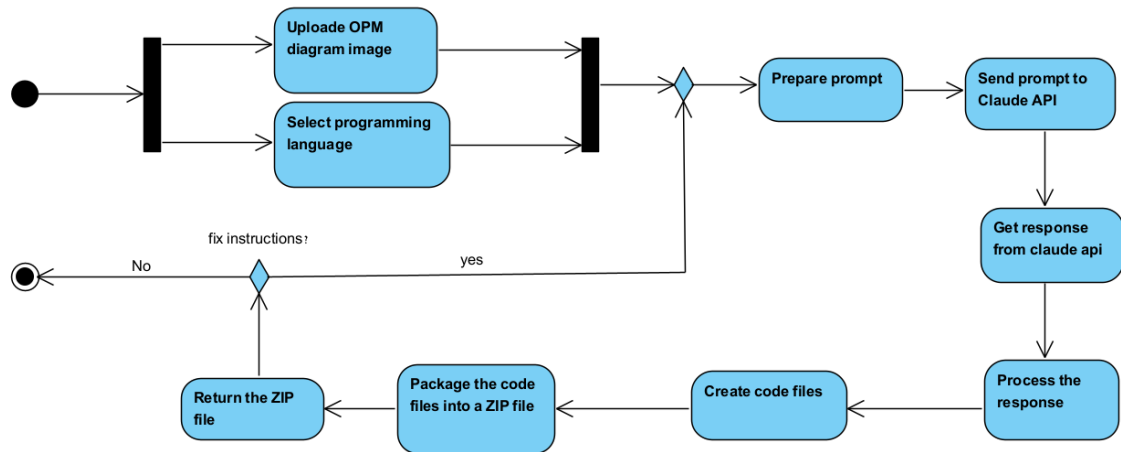 Uploade OPM
diagram image
Select programming
language
Prepare prompt
Send prompt to
Claude API
Get response
from claude api
Process the
response
Create code files
Package the code
files into a ZIP file
Return the ZIP
file
fix instructions?
No
yes